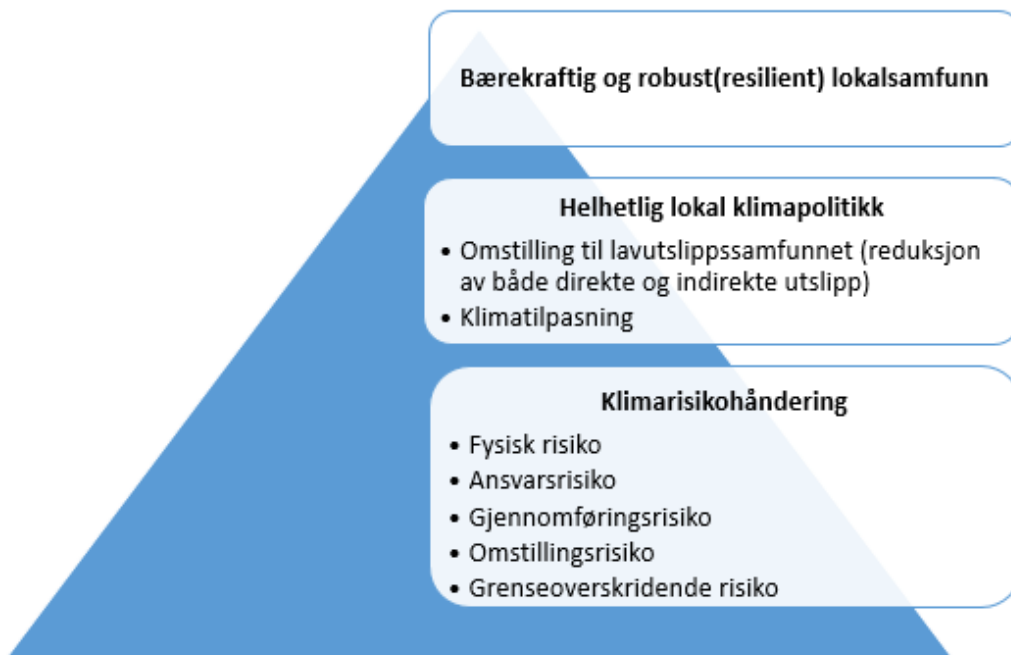 Bærekraftig og robust(resilient) lokalsamfunn
Helhetlig lokal klimapolitikk
• Omstilling til lavutslippssamfunnet (reduksjon
av både direkte og indirekte utslipp)
• Klimatilpasning
Klimarisikohåndering
• Fysisk risiko
• Ansvarsrisiko
• Gjennomføringsrisiko
• Omstillingsrisiko
• Grenseoverskridende risiko